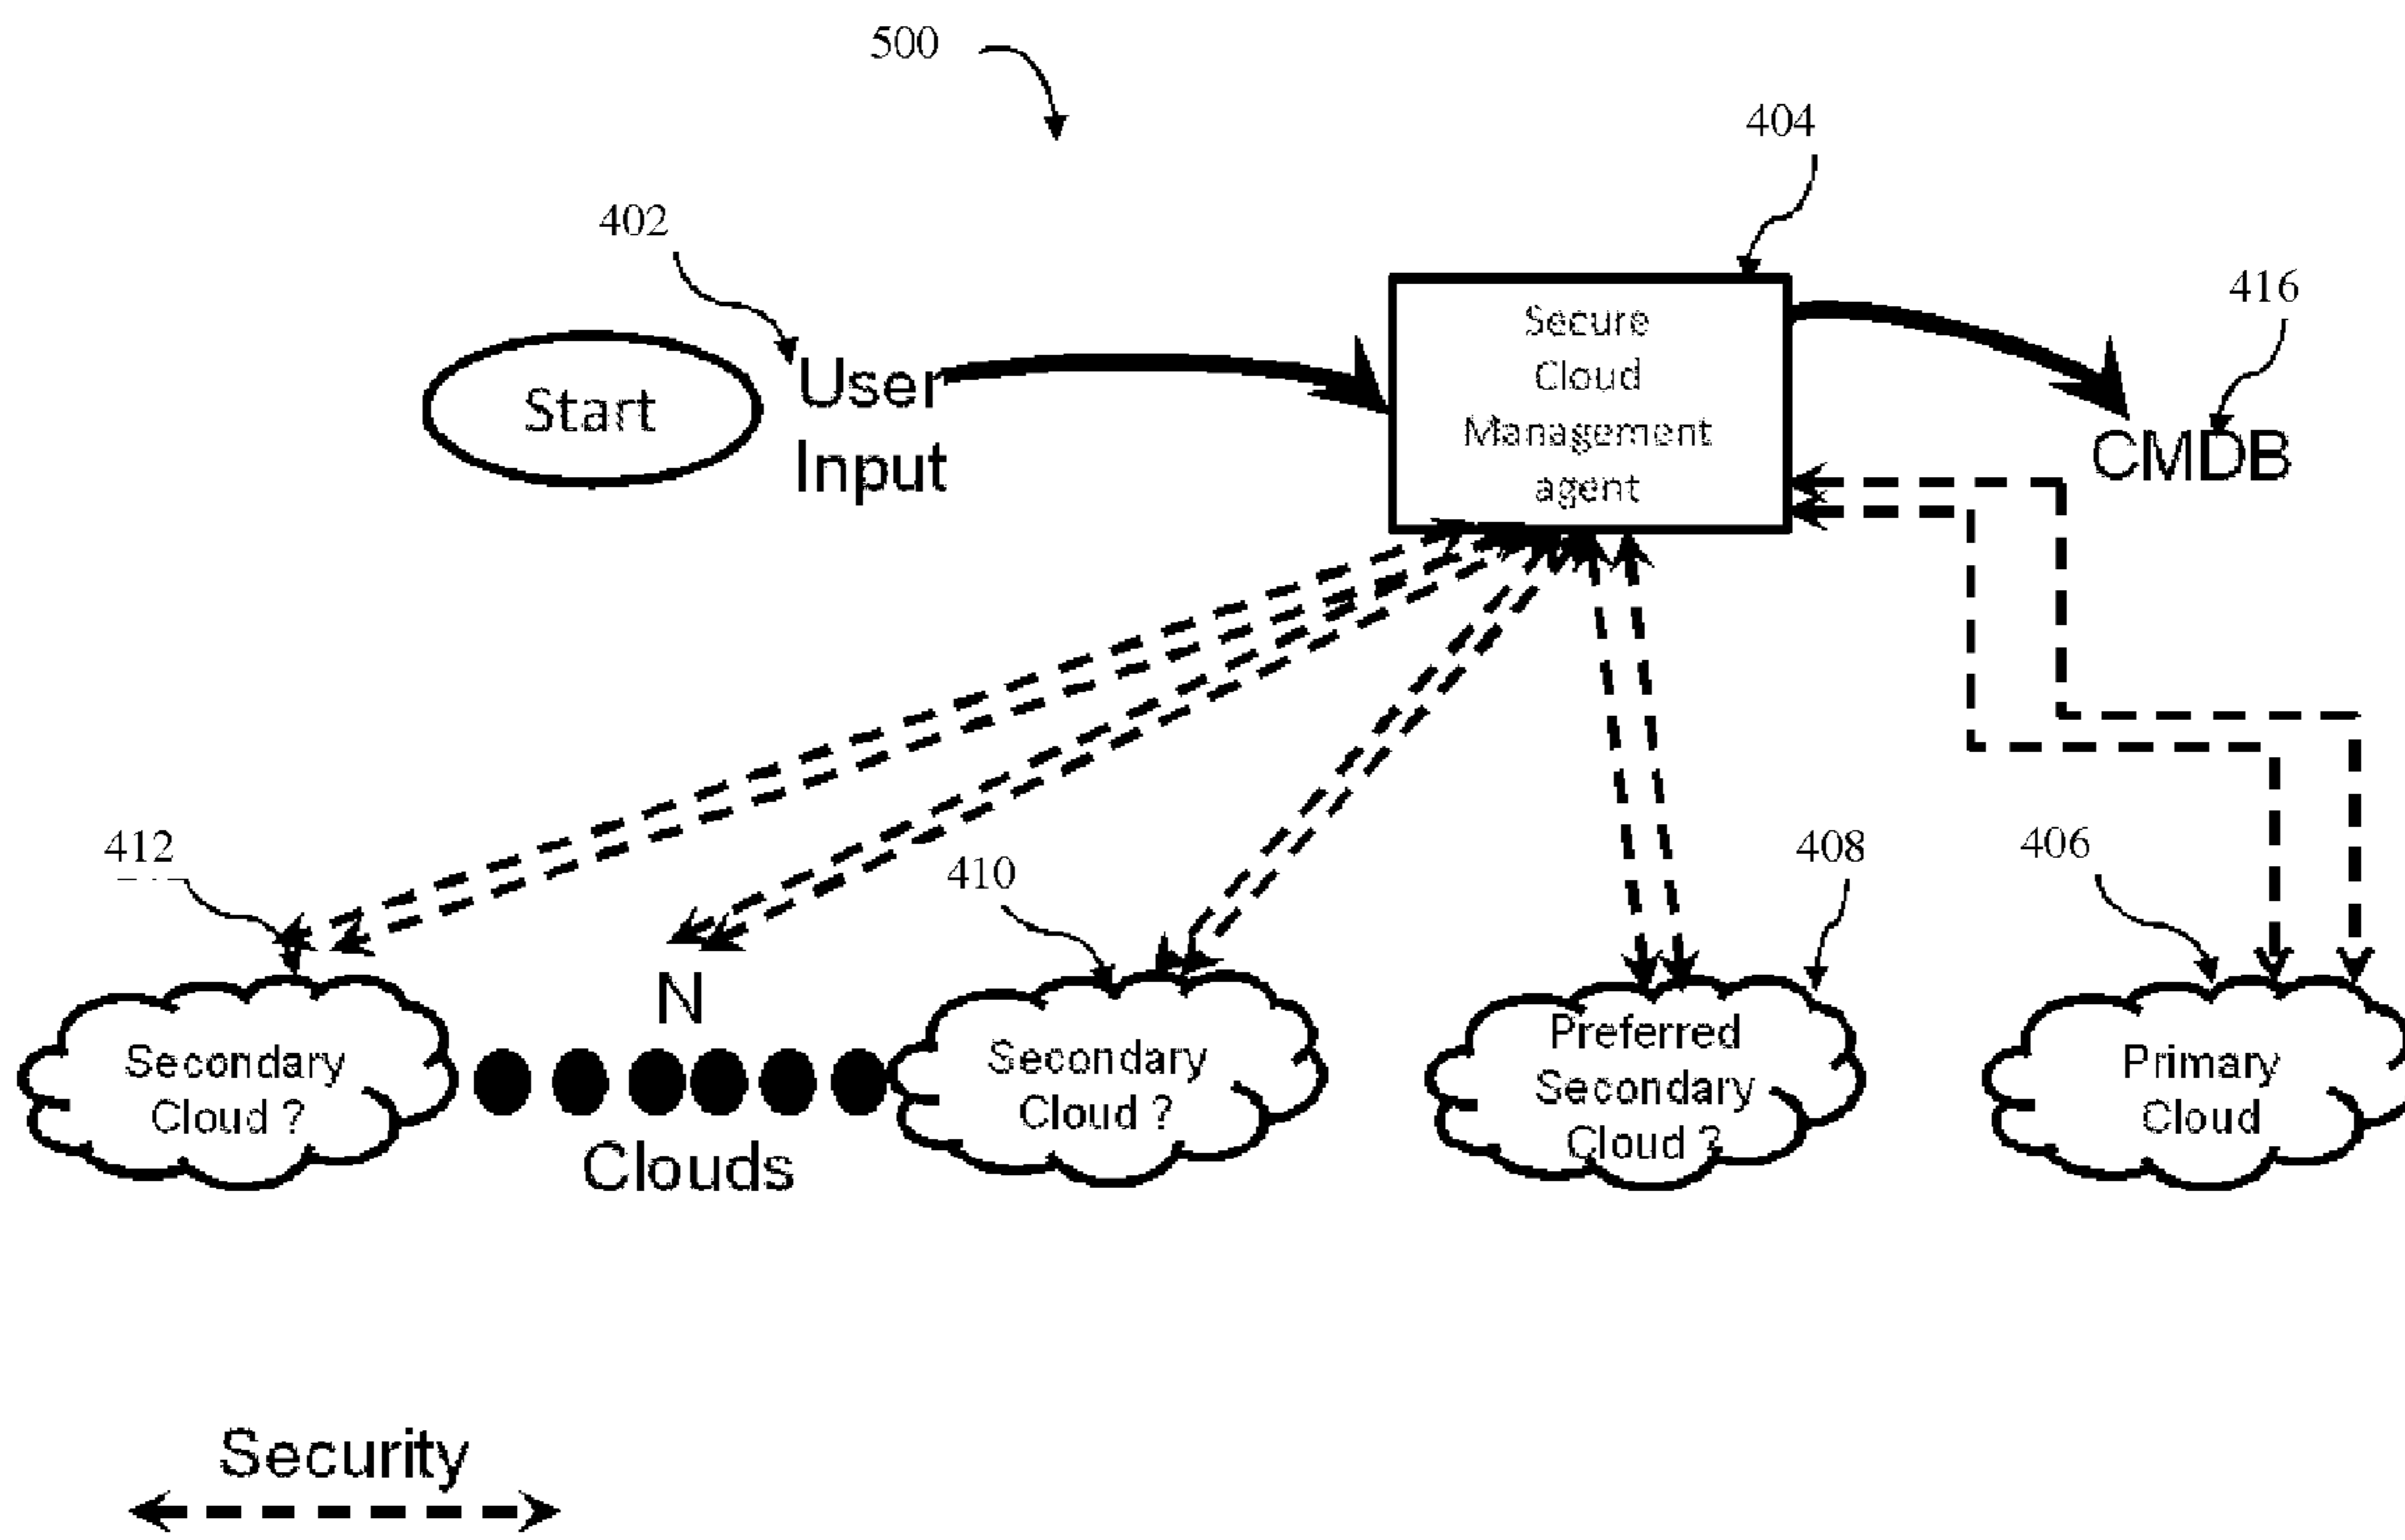 500
404
402
416
Start
User
Input
Secure
Cloud
Management
agent
CMDB
412
410
408
406
N
Clouds
Secondary
Cloud ?
Secondary
Cloud ?
Preferred
Secondary
Cloud ?
Primary
Cloud
Security